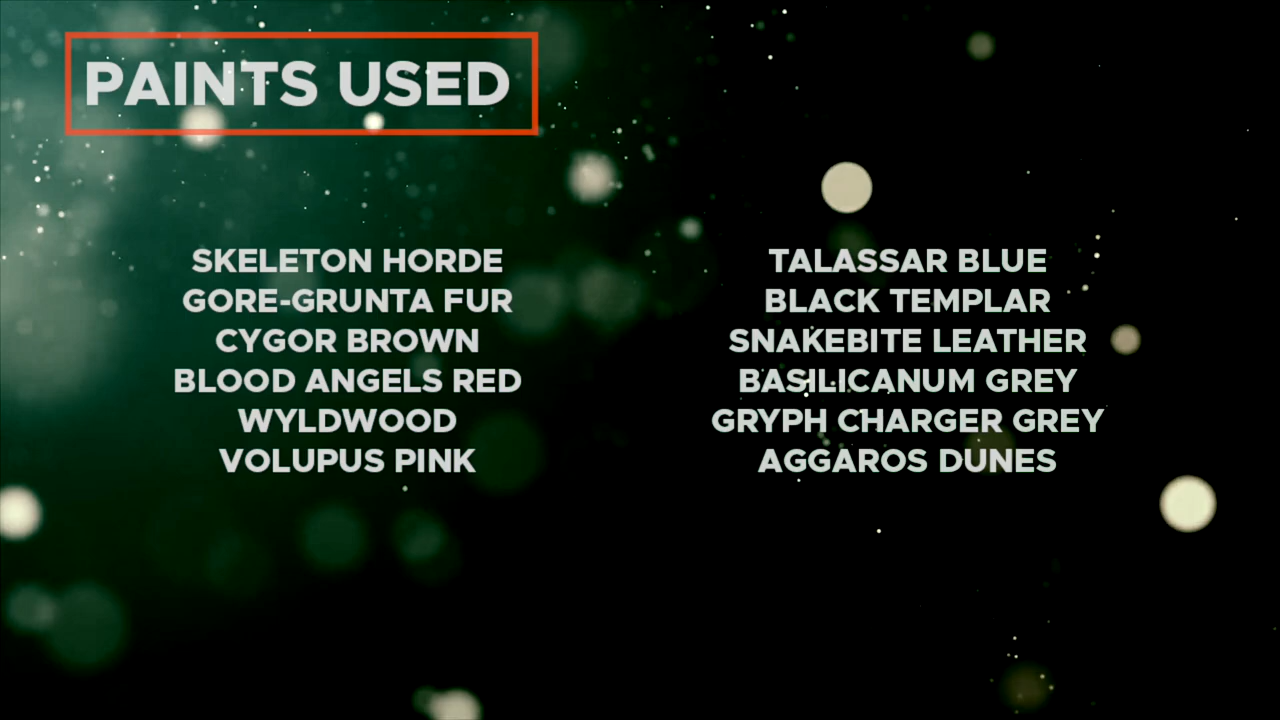 PAINTS USED
SKELETON HORDE
GORE-GRUNTA FUR
CYGOR BROWN
BLOOD ANGELS RED
WYLDWOOD
VOLUPUS PINK
TALASSAR BLUE
BLACK TEMPLAR
SNAKEBITE LEATHER
BASILICANUM GREY
GRYPH CHARGER GREY
AGGAROS DUNES